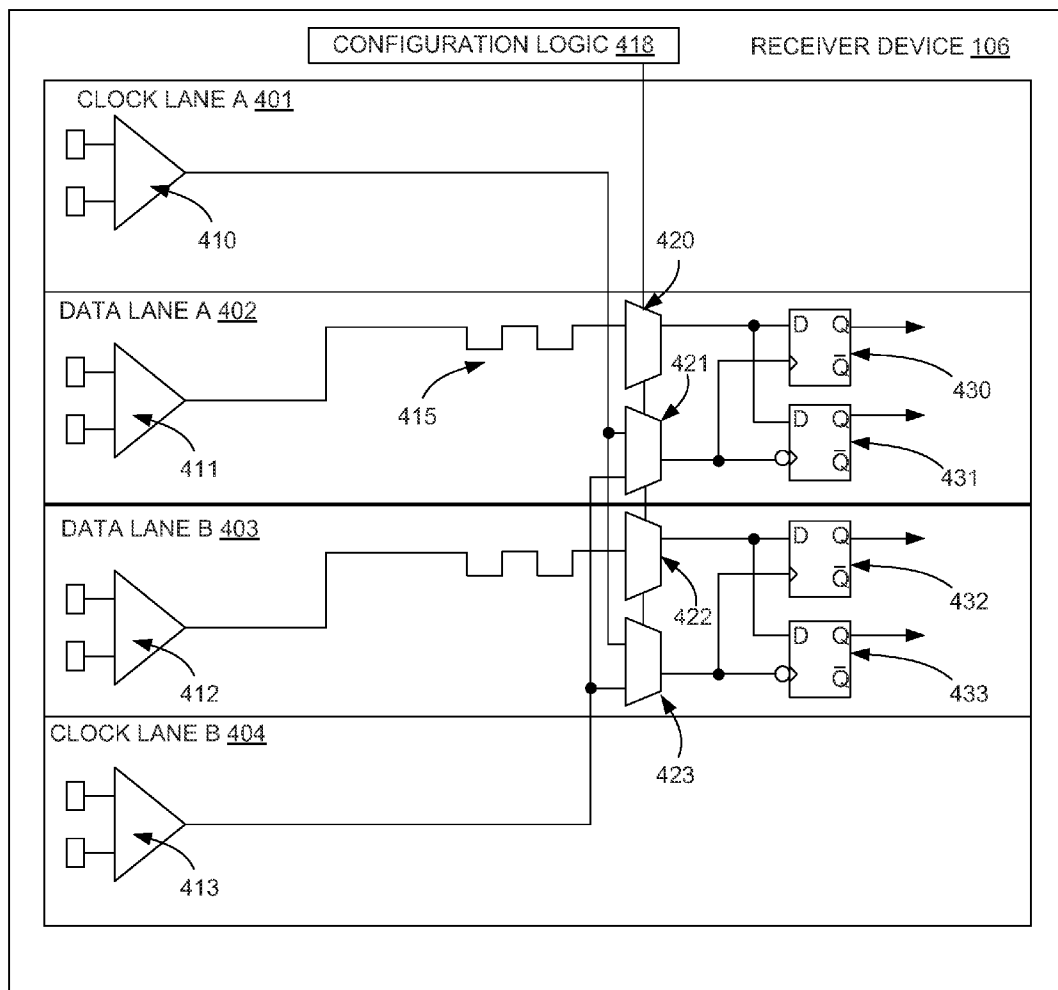 CONFIGURATION LOGIC 418
RECEIVER DEVICE 106
CLOCK LANE A 401
410
420
DATA LANE A 402
D Q
Q̅
430
421
415
411
D Q
Q̅
431
DATA LANE B 403
D Q
Q̅
432
422
412
D Q
Q̅
433
CLOCK LANE B 404
423
413